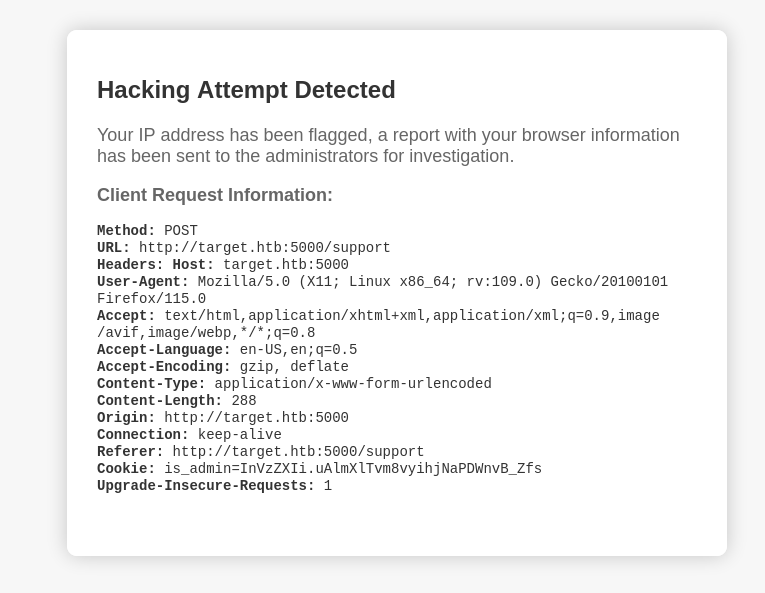 Hacking Attempt Detected
Your IP address has been flagged, a report with your browser information
has been sent to the administrators for investigation.
Client Request Information:
Method: POST
URL: http://target.htb:5000/support
Headers: Host: target.htb:5000
User-Agent: Mozilla/5.0 (X11; Linux x86_64; rv:109.0) Gecko/20100101
Firefox/115.0
Accept: text/html,application/xhtml+xml,application/xml;q=0.9,image
/avif,image/webp,*/*;q=0.8
Accept-Language: en-US,en;q=0.5
Accept-Encoding: gzip, deflate
Content-Type: application/x-www-form-urlencoded
Content-Length: 288
Origin: http://target.htb:5000
Connection: keep-alive
Referer: http://target.htb:5000/support
Cookie: is_admin=InVzZXIi.uAlmXlTvm8vyihjNaPDWnvB_Zfs
Upgrade-Insecure-Requests: 1